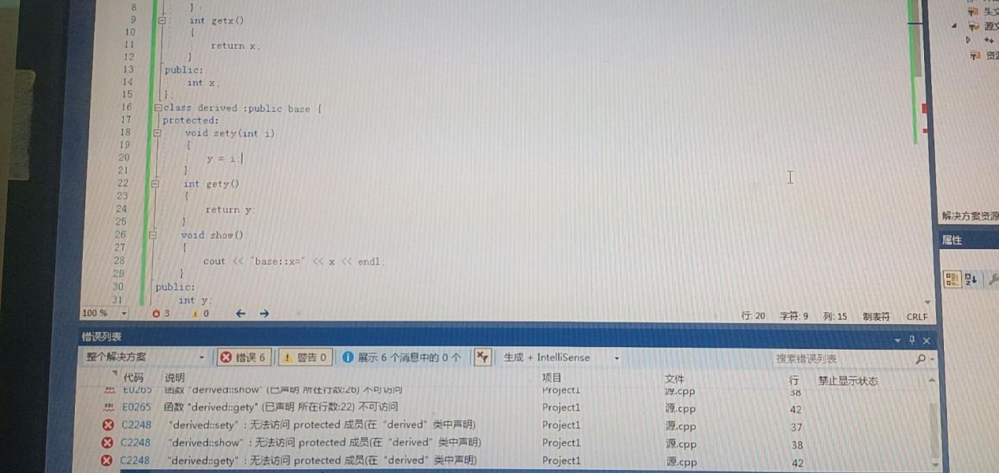 8 }
9 int getx()
10 {
11 return x;
12 }
13 public:
14 int x;
15 };
16 class derived :public base {
17 protected:
18 void sety(int i)
19 {
20 y = i;
21 }
22 int gety()
23 {
24 return y;
25 }
26 void show()
27 {
28 cout << "base::x=" << x << endl;
29 }
30 public:
31 int y;
头文
源文
++
资源
解决方案资源
属性
100 % 3 0 行: 20 字符: 9 列: 15 制表符 CRLF
错误列表
整个解决方案 错误 6 警告 0 展示 6 个消息中的 0 个 生成 + IntelliSense 搜索错误列表
代码 说明 项目 文件 行 禁止显示状态
E0265 函数 "derived::show" (已声明 所在行数:26) 不可访问 Project1 源.cpp 38
abc E0265 函数 "derived::gety" (已声明 所在行数:22) 不可访问 Project1 源.cpp 42
C2248 "derived::sety" : 无法访问 protected 成员(在 "derived" 类中声明) Project1 源.cpp 37
C2248 "derived::show" : 无法访问 protected 成员(在 "derived" 类中声明) Project1 源.cpp 38
C2248 "derived::gety" : 无法访问 protected 成员(在 "derived" 类中声明) Project1 源.cpp 42